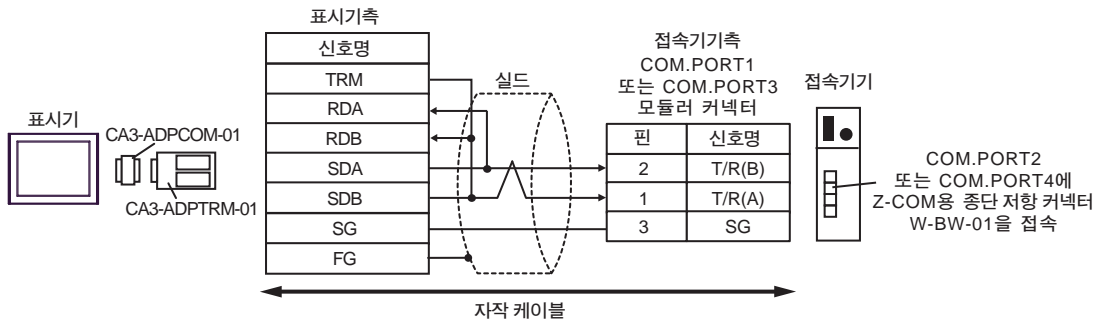 표시기
CA3-ADPCOM-01
CA3-ADPTRM-01
표시기측
신호명
TRM
RDA
RDB
SDA
SDB
SG
FG
실드
접속기기측
COM.PORT1
또는 COM.PORT3
모듈러 커넥터
핀 신호명
2 T/R(B)
1 T/R(A)
3 SG
접속기기
COM.PORT2
또는 COM.PORT4에
Z-COM용 종단 저항 커넥터
W-BW-01을 접속
자작 케이블